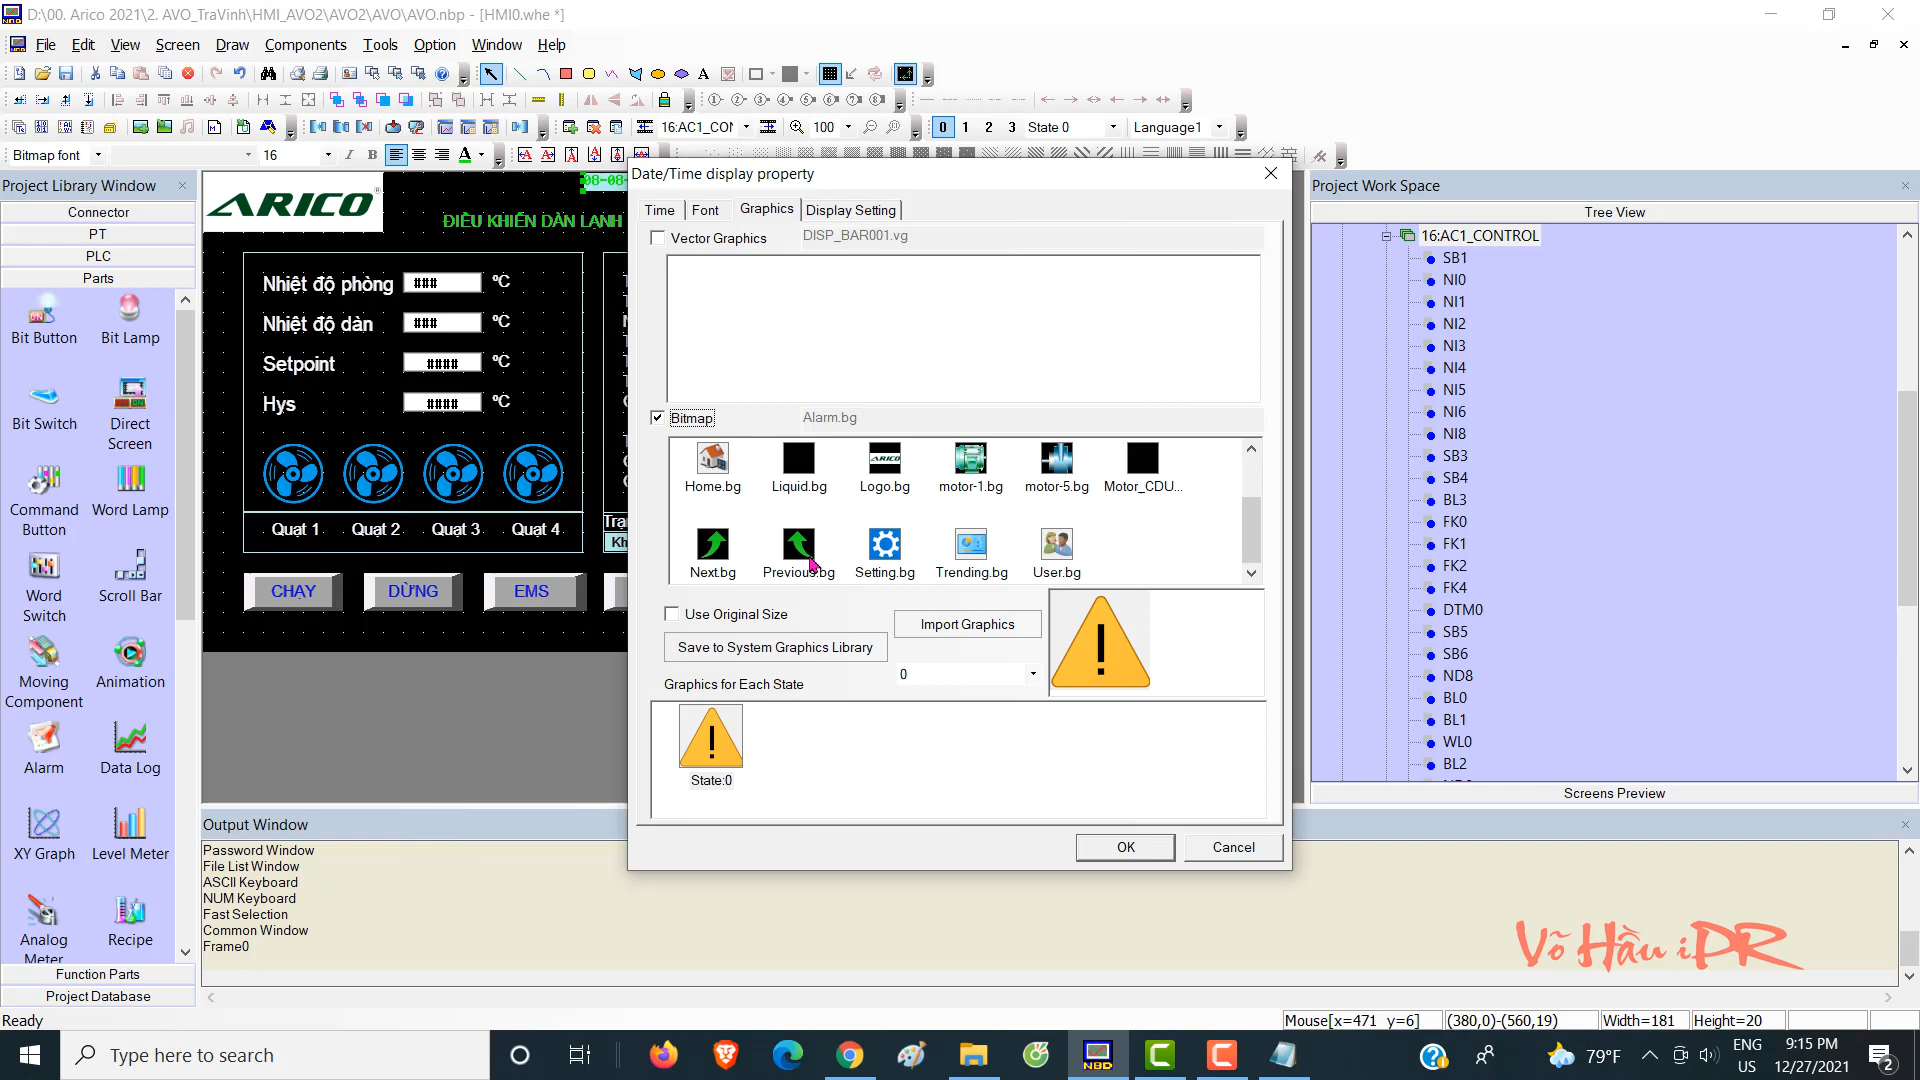 D:\00. Arico 2021\2. AVO_TraVinh\HMI_AVO2\AVO2\AVO\AVO.nbp - [HMI0.whe *]
File Edit View Screen Draw Components Tools Option Window Help
16:AC1_CON 100 0 1 2 3 State 0 Language1
Bitmap font 16
Project Library Window
Connector
PT
PLC
Parts
Bit Button Bit Lamp
Bit Switch Direct Screen
Command Button Word Lamp
Word Switch Scroll Bar
Moving Component Animation
Alarm Data Log
XY Graph Level Meter
Analog Meter Recipe
Function Parts
Project Database
ARICO
08-08-
ĐIỀU KHIỂN DÀN LẠNH
Nhiệt độ phòng ### ºC
Nhiệt độ dàn ### ºC
Setpoint #### ºC
Hys #### ºC
Quạt 1 Quạt 2 Quạt 3 Quạt 4
CHẠY DỪNG EMS
Date/Time display property
Time Font Graphics Display Setting
Vector Graphics DISP_BAR001.vg
Bitmap Alarm.bg
Home.bg Liquid.bg Logo.bg motor-1.bg motor-5.bg Motor_CDU...
Next.bg Previous.bg Setting.bg Trending.bg User.bg
Use Original Size Import Graphics
Save to System Graphics Library
0
Graphics for Each State
State:0
OK Cancel
Project Work Space
Tree View
16:AC1_CONTROL
SB1
NI0
NI1
NI2
NI3
NI4
NI5
NI6
NI8
SB3
SB4
BL3
FK0
FK1
FK2
FK4
DTM0
SB5
SB6
ND8
BL0
BL1
WL0
BL2
Screens Preview
Output Window
Password Window
File List Window
ASCII Keyboard
NUM Keyboard
Fast Selection
Common Window
Frame0
Võ Hầu iPR
Ready Mouse[x=471 y=6] (380,0)-(560,19) Width=181 Height=20
Type here to search
NBD
79°F
ENG
US
9:15 PM
12/27/2021
2